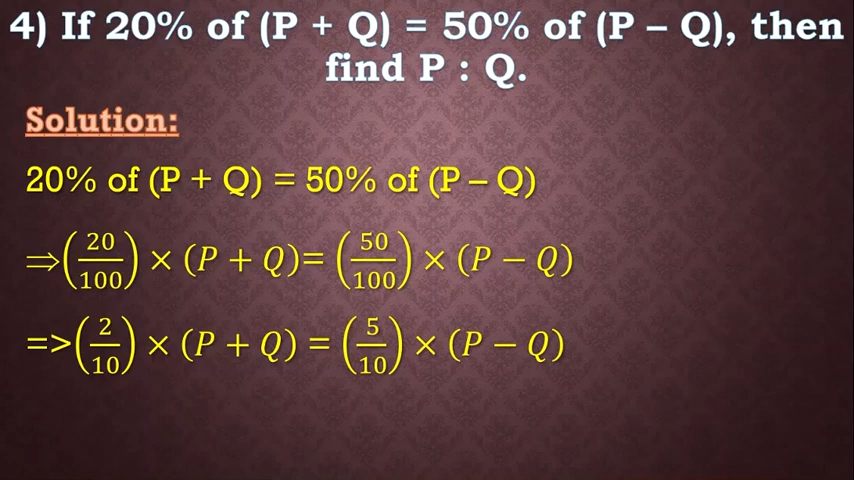 4) If 20% of (P + Q) = 50% of (P – Q), then
find P : Q.
Solution:
20% of (P + Q) = 50% of (P – Q)
⇒(20/100) × (P + Q)= (50/100) × (P − Q)
=>(2/10) × (P + Q) = (5/10) × (P − Q)